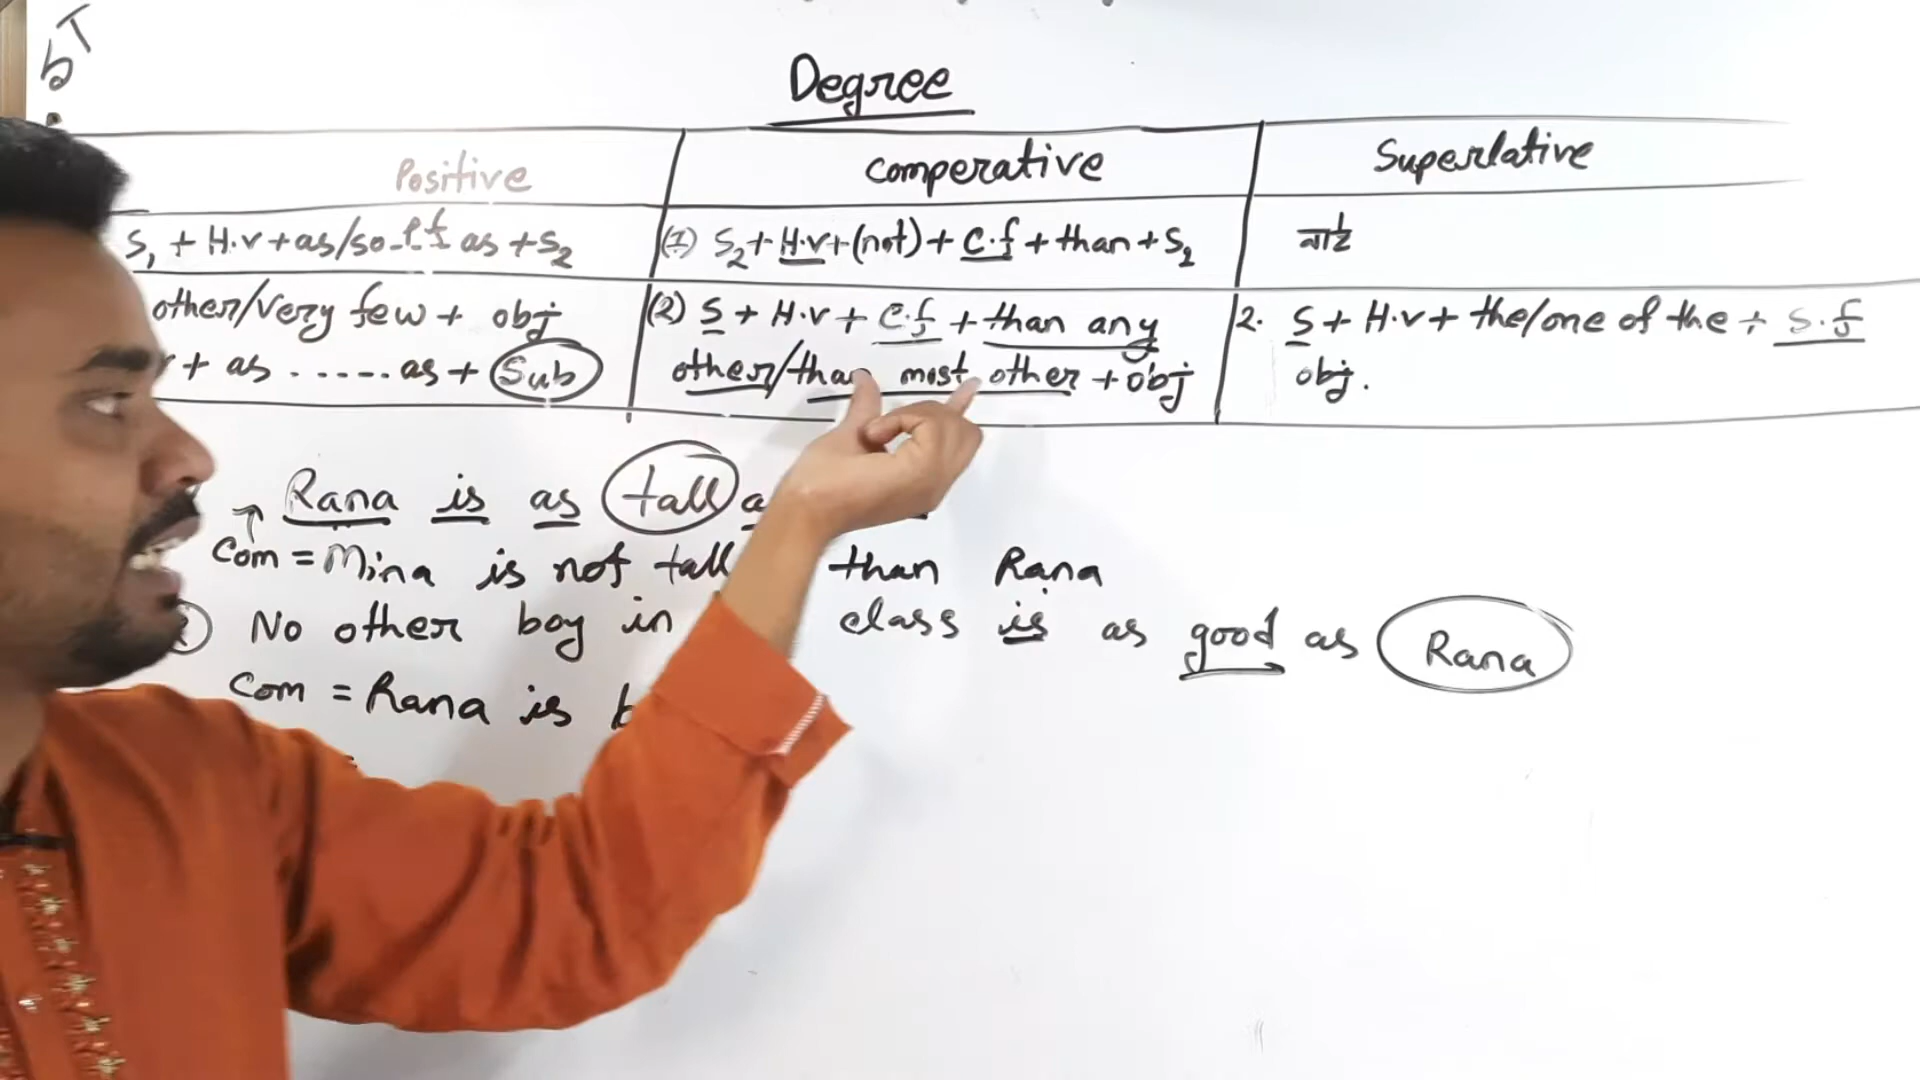 Degree
Positive
comperative
Superlative
S₁ + H.v + as/so as + S₂
(1) S₂ + H.v + (not) + C.f + than + S₁
নাই
other/very few + obj
+ as ...... as + Sub
(2) S + H.v + C.f + than any
other/than most other + obj
2. S + H.v + the/one of the + S.f
obj.
Rana is as tall
Com = Mina is not tall than Rana
No other boy in class is as good as Rana
Com = Rana is